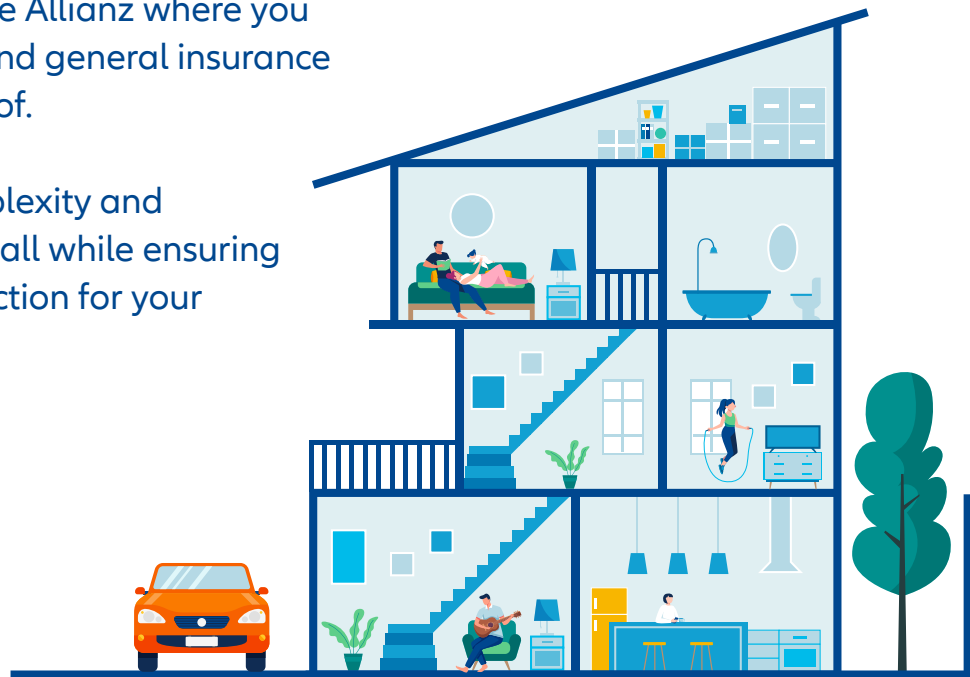 e Allianz where you
nd general insurance
of.
plexity and
all while ensuring
ction for your